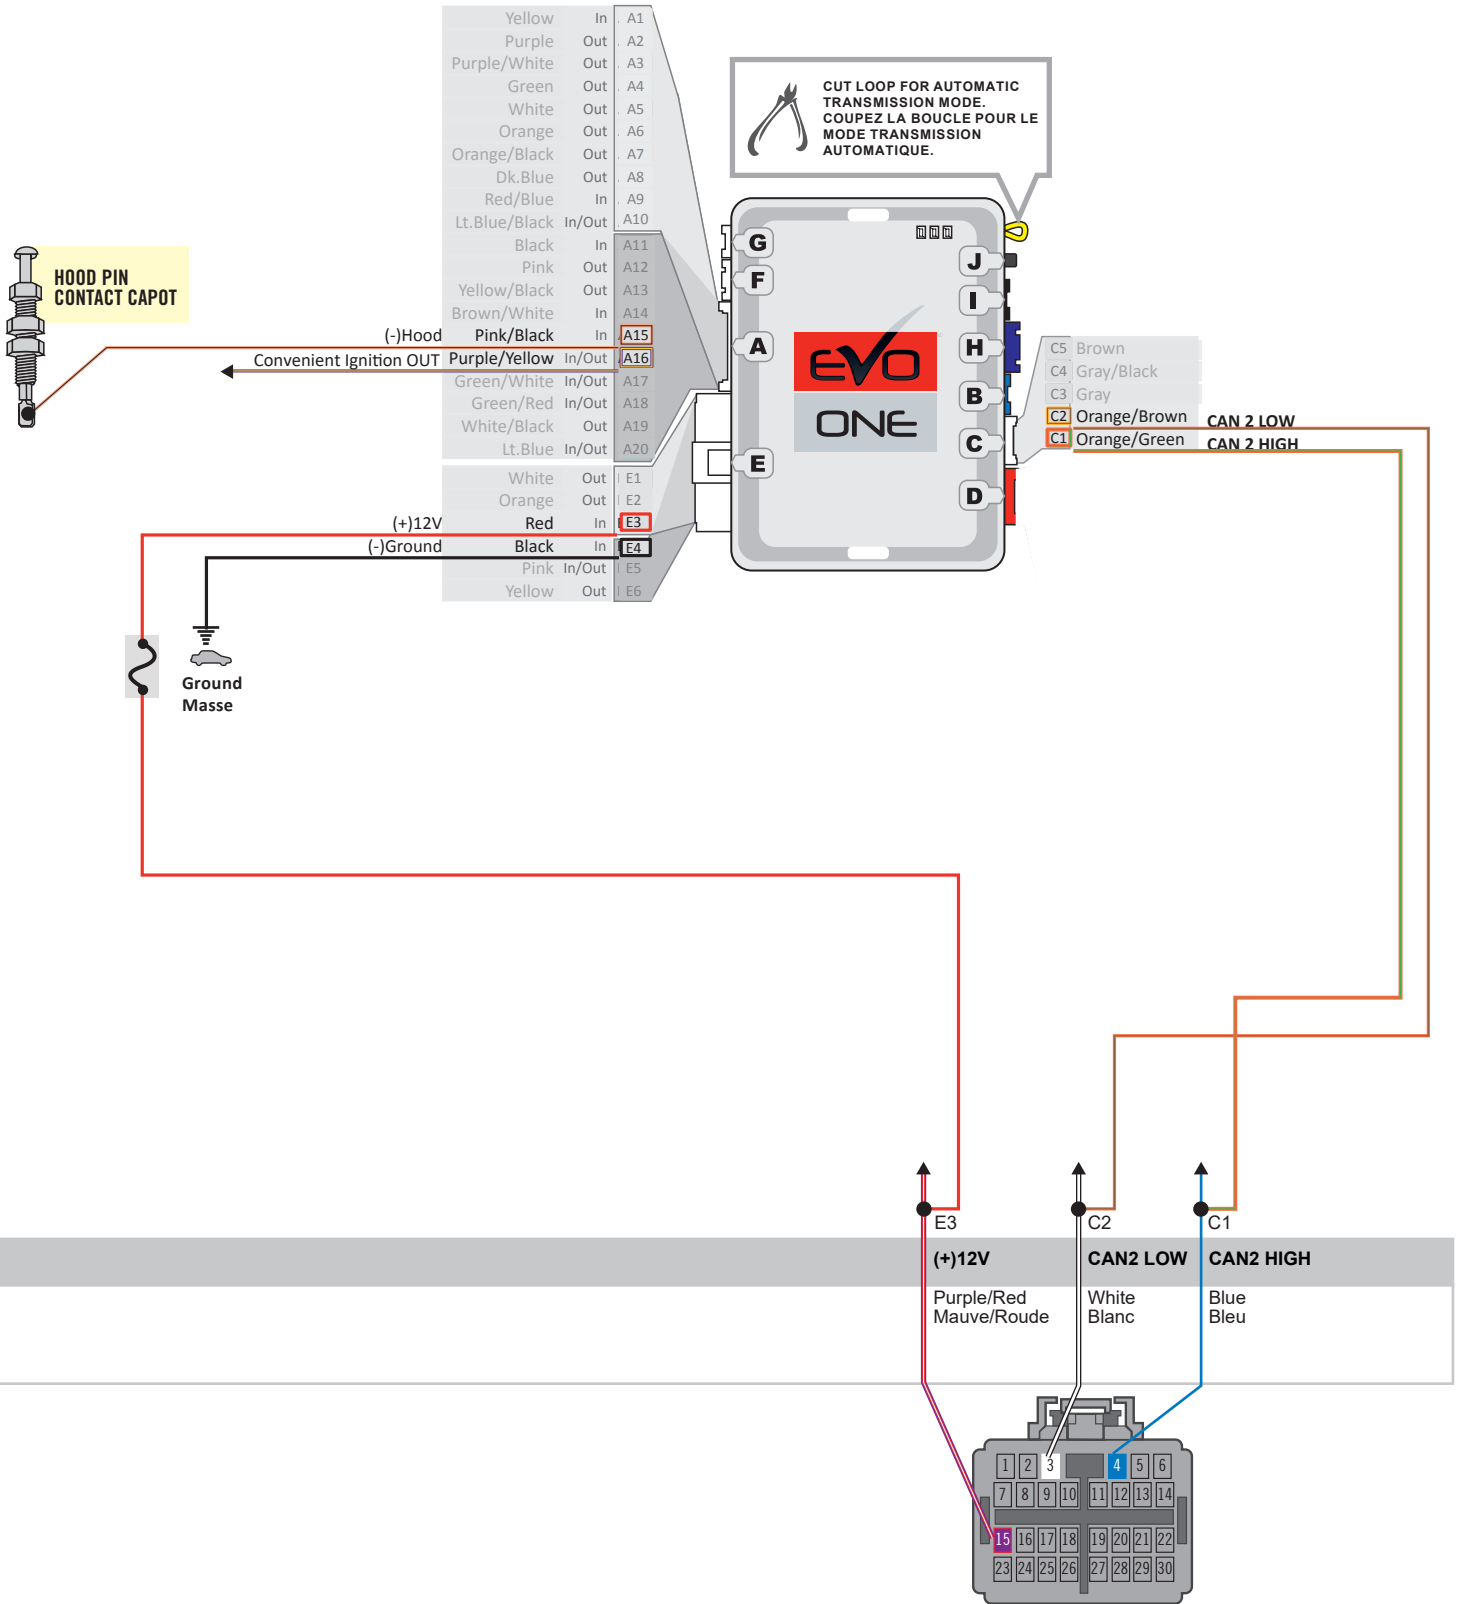 Yellow In A1
Purple Out A2
Purple/White Out A3
Green Out A4
White Out A5
Orange Out A6
Orange/Black Out A7
Dk.Blue Out A8
Red/Blue In A9
Lt.Blue/Black In/Out A10
Black In A11
Pink Out A12
Yellow/Black Out A13
Brown/White In A14
(-)Hood Pink/Black In A15
Convenient Ignition OUT Purple/Yellow In/Out A16
Green/White In/Out A17
Green/Red In/Out A18
White/Black Out A19
Lt.Blue In/Out A20
White Out E1
Orange Out E2
(+)12V Red In E3
(-)Ground Black In E4
Pink In/Out E5
Yellow Out E6
HOOD PIN
CONTACT CAPOT
CUT LOOP FOR AUTOMATIC
TRANSMISSION MODE.
COUPEZ LA BOUCLE POUR LE
MODE TRANSMISSION
AUTOMATIQUE.
G
F
A
E
J
I
H
B
C
D
EVO
ONE
C5 Brown
C4 Gray/Black
C3 Gray
C2 Orange/Brown CAN 2 LOW
C1 Orange/Green CAN 2 HIGH
Ground
Masse
E3 C2 C1
(+)12V CAN2 LOW CAN2 HIGH
Purple/Red White Blue
Mauve/Roude Blanc Bleu
1 2 3 4 5 6
7 8 9 10 11 12 13 14
15 16 17 18 19 20 21 22
23 24 25 26 27 28 29 30